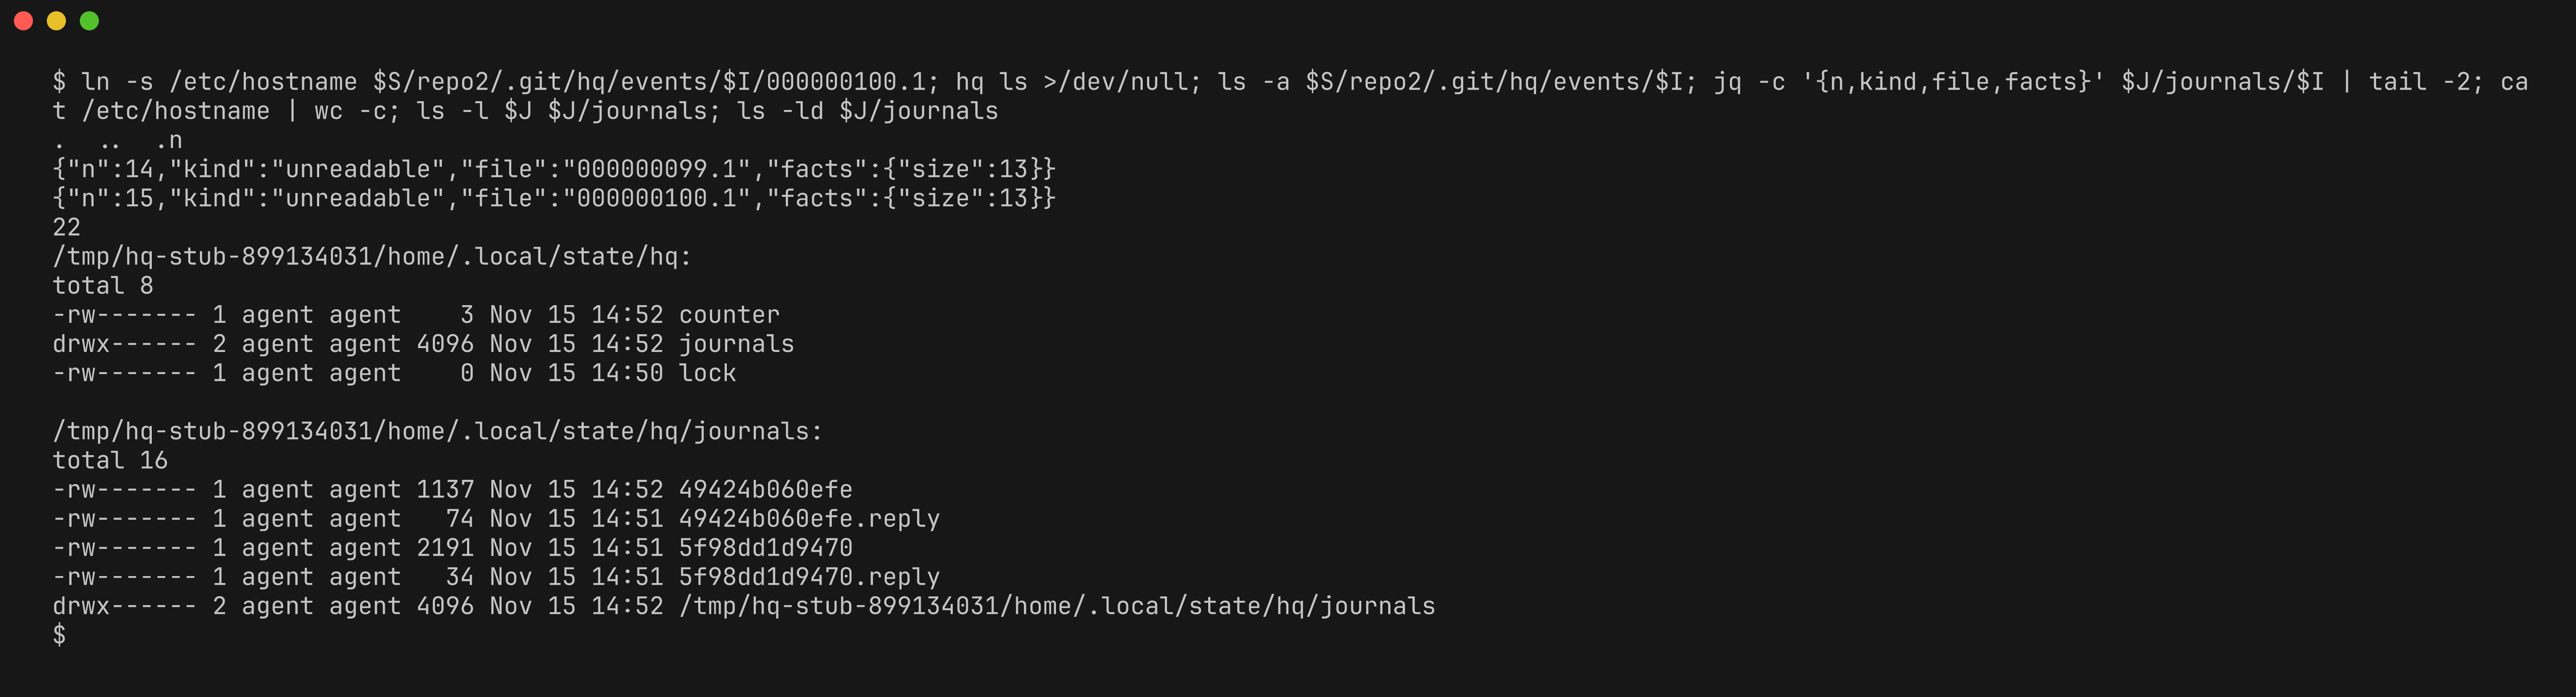 $ ln -s /etc/hostname $S/repo2/.git/hq/events/$I/000000100.1; hq ls >/dev/null; ls -a $S/repo2/.git/hq/events/$I; jq -c '{n,kind,file,facts}' $J/journals/$I | tail -2; ca
t /etc/hostname | wc -c; ls -l $J $J/journals; ls -ld $J/journals
.  ..  .n
{"n":14,"kind":"unreadable","file":"000000099.1","facts":{"size":13}}
{"n":15,"kind":"unreadable","file":"000000100.1","facts":{"size":13}}
22
/tmp/hq-stub-899134031/home/.local/state/hq:
total 8
-rw------- 1 agent agent    3 Nov 15 14:52 counter
drwx------ 2 agent agent 4096 Nov 15 14:52 journals
-rw------- 1 agent agent    0 Nov 15 14:50 lock

/tmp/hq-stub-899134031/home/.local/state/hq/journals:
total 16
-rw------- 1 agent agent 1137 Nov 15 14:52 49424b060efe
-rw------- 1 agent agent   74 Nov 15 14:51 49424b060efe.reply
-rw------- 1 agent agent 2191 Nov 15 14:51 5f98dd1d9470
-rw------- 1 agent agent   34 Nov 15 14:51 5f98dd1d9470.reply
drwx------ 2 agent agent 4096 Nov 15 14:52 /tmp/hq-stub-899134031/home/.local/state/hq/journals
$